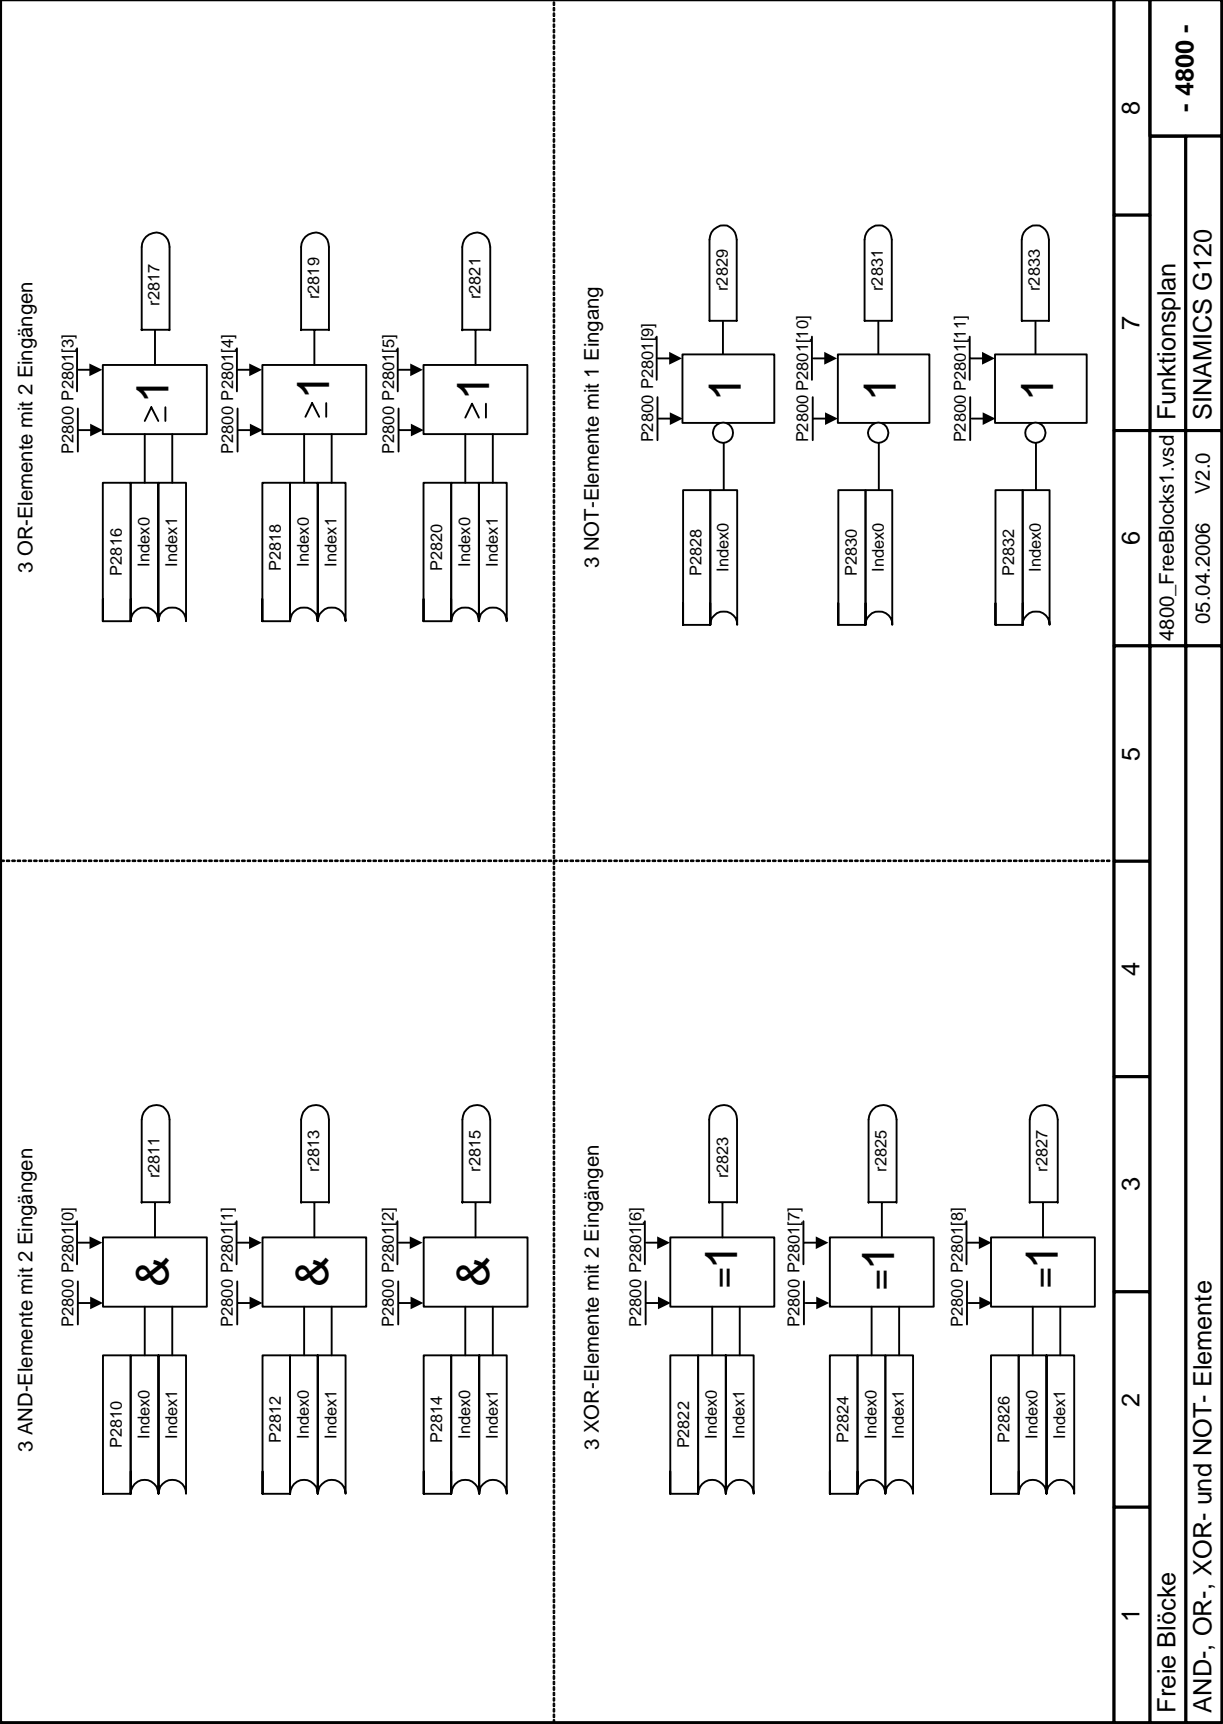 3 AND-Elemente mit 2 Eingängen
P2800 P2801[0]
P2810
Index0
Index1
&
r2811
P2800 P2801[1]
P2812
Index0
Index1
&
r2813
P2800 P2801[2]
P2814
Index0
Index1
&
r2815
3 OR-Elemente mit 2 Eingängen
P2800 P2801[3]
P2816
Index0
Index1
≥1
r2817
P2800 P2801[4]
P2818
Index0
Index1
≥1
r2819
P2800 P2801[5]
P2820
Index0
Index1
≥1
r2821
3 XOR-Elemente mit 2 Eingängen
P2800 P2801[6]
P2822
Index0
Index1
=1
r2823
P2800 P2801[7]
P2824
Index0
Index1
=1
r2825
P2800 P2801[8]
P2826
Index0
Index1
=1
r2827
3 NOT-Elemente mit 1 Eingang
P2800 P2801[9]
P2828
Index0
1
r2829
P2800 P2801[10]
P2830
Index0
1
r2831
P2800 P2801[11]
P2832
Index0
1
r2833
1 2 3 4 5 6 7 8
Freie Blöcke 4800_FreeBlocks1.vsd Funktionsplan - 4800 -
AND-, OR-, XOR- und NOT- Elemente 05.04.2006 V2.0 SINAMICS G120